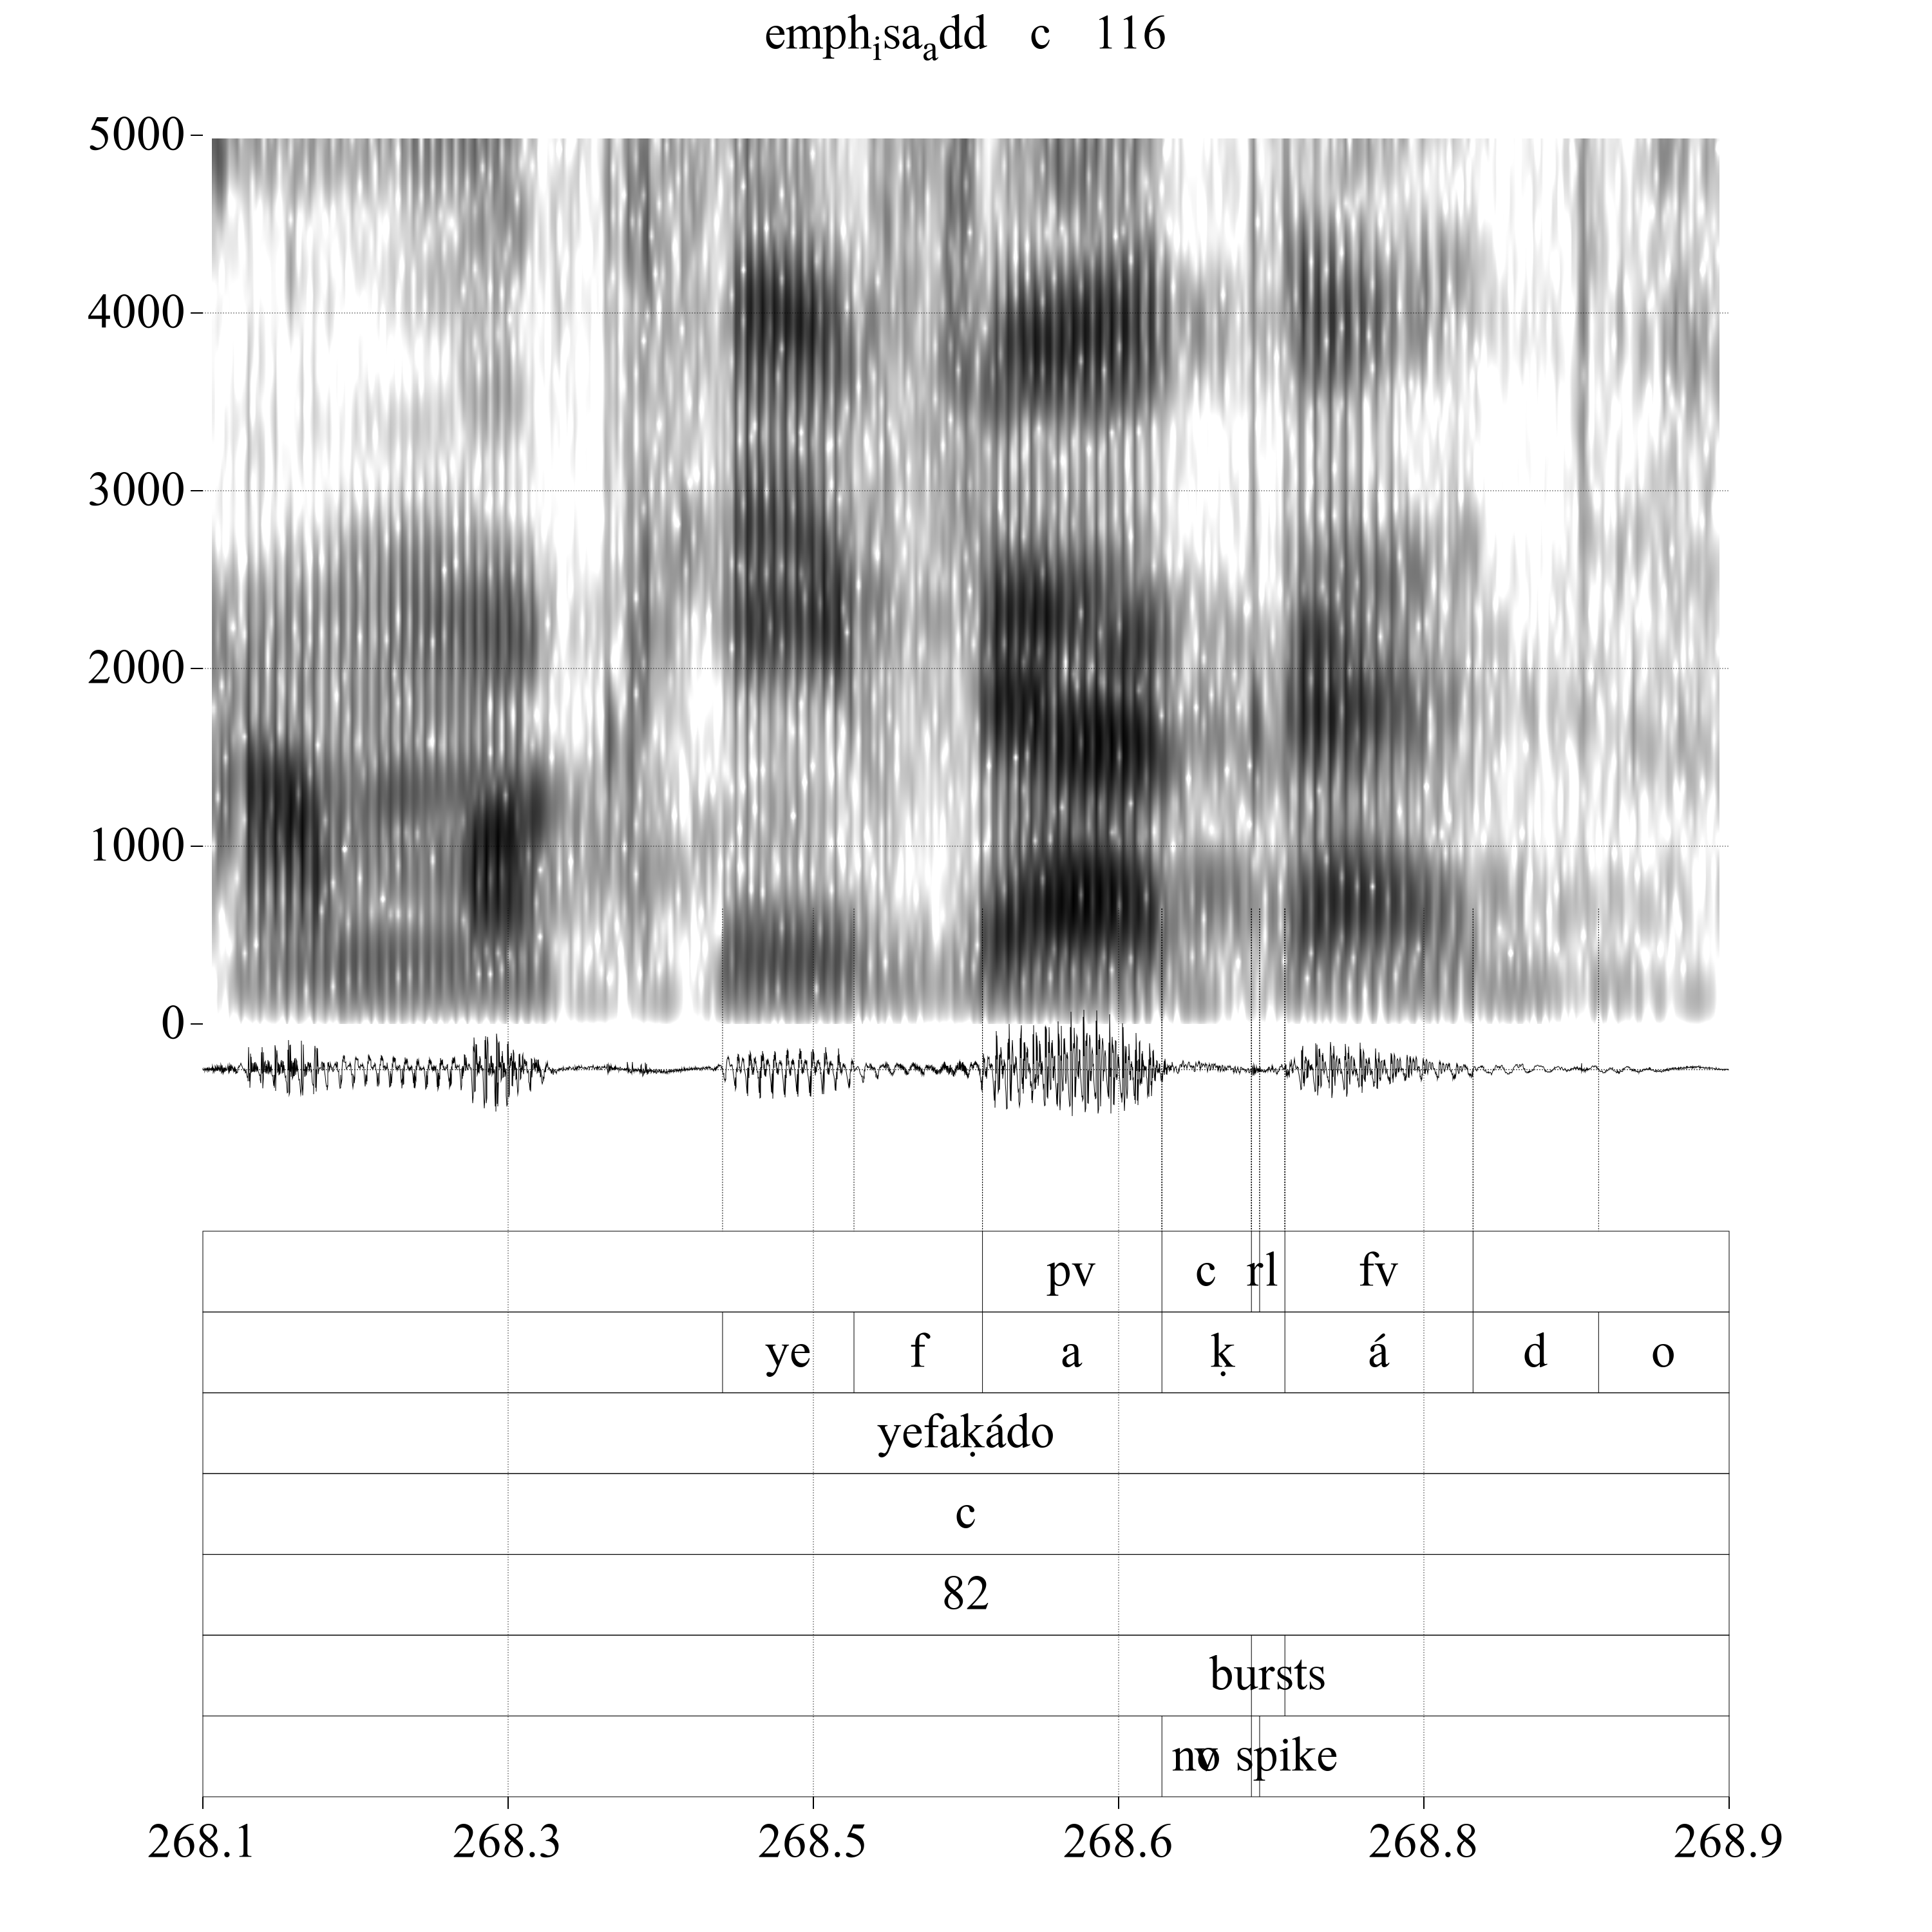 emphᵢsaₐdd c 116
5000
4000
3000
2000
1000
0
pv c rl fv
ye f a ḳ á d o
yefaḳádo
c
82
bursts
no v spike
268.1 268.3 268.5 268.6 268.8 268.9